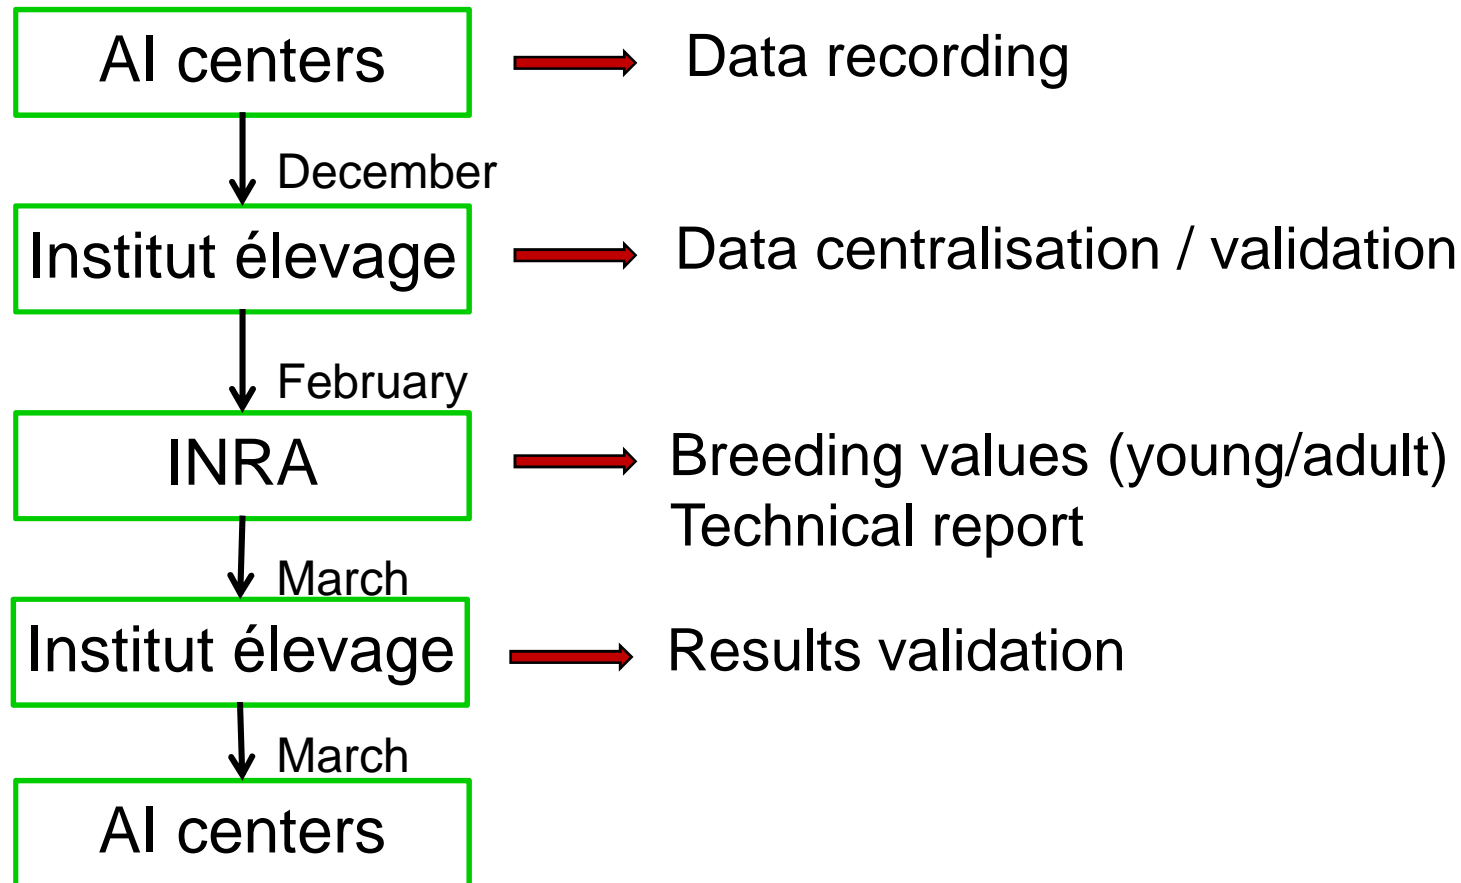 AI centers
Data recording
December
Institut élevage
Data centralisation / validation
February
INRA
Breeding values (young/adult)
Technical report
March
Institut élevage
Results validation
March
AI centers